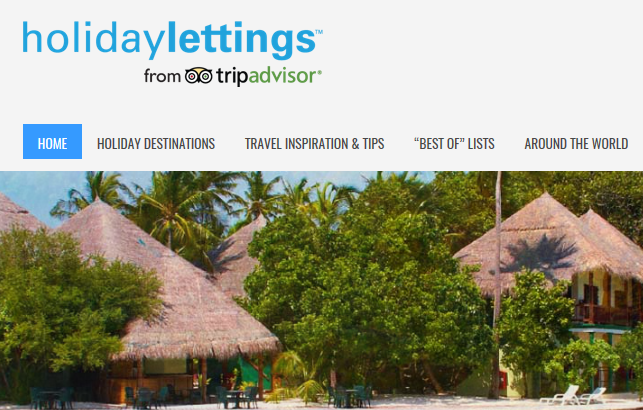 holidaylettings™
from tripadvisor®
HOME HOLIDAY DESTINATIONS TRAVEL INSPIRATION & TIPS “BEST OF” LISTS AROUND THE WORLD